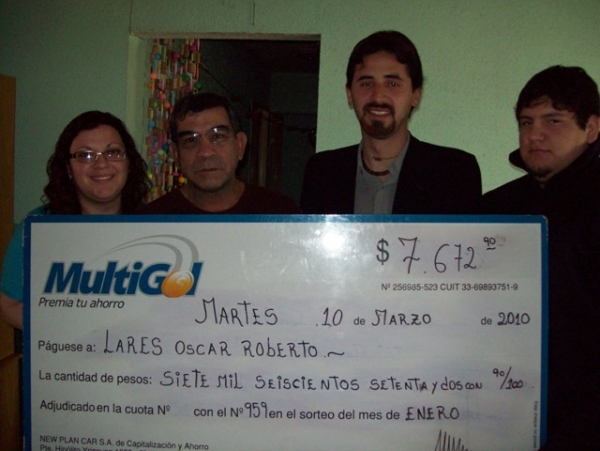 MultiGol
Premia tu ahorro
$ 7.672 90
Nº 256985-523 CUIT 33-69893751-9
MARTES 10 de MARZO de 2010
Páguese a: LARES OSCAR ROBERTO ~
La cantidad de pesos: SIETE MIL SEISCIENTOS SETENTA y DOS CON 90/100
Adjudicado en la cuota Nº con el Nº 959 en el sorteo del mes de ENERO
NEW PLAN CAR S.A. de Capitalización y Ahorro
Pte. Hipólito Yrigoyen